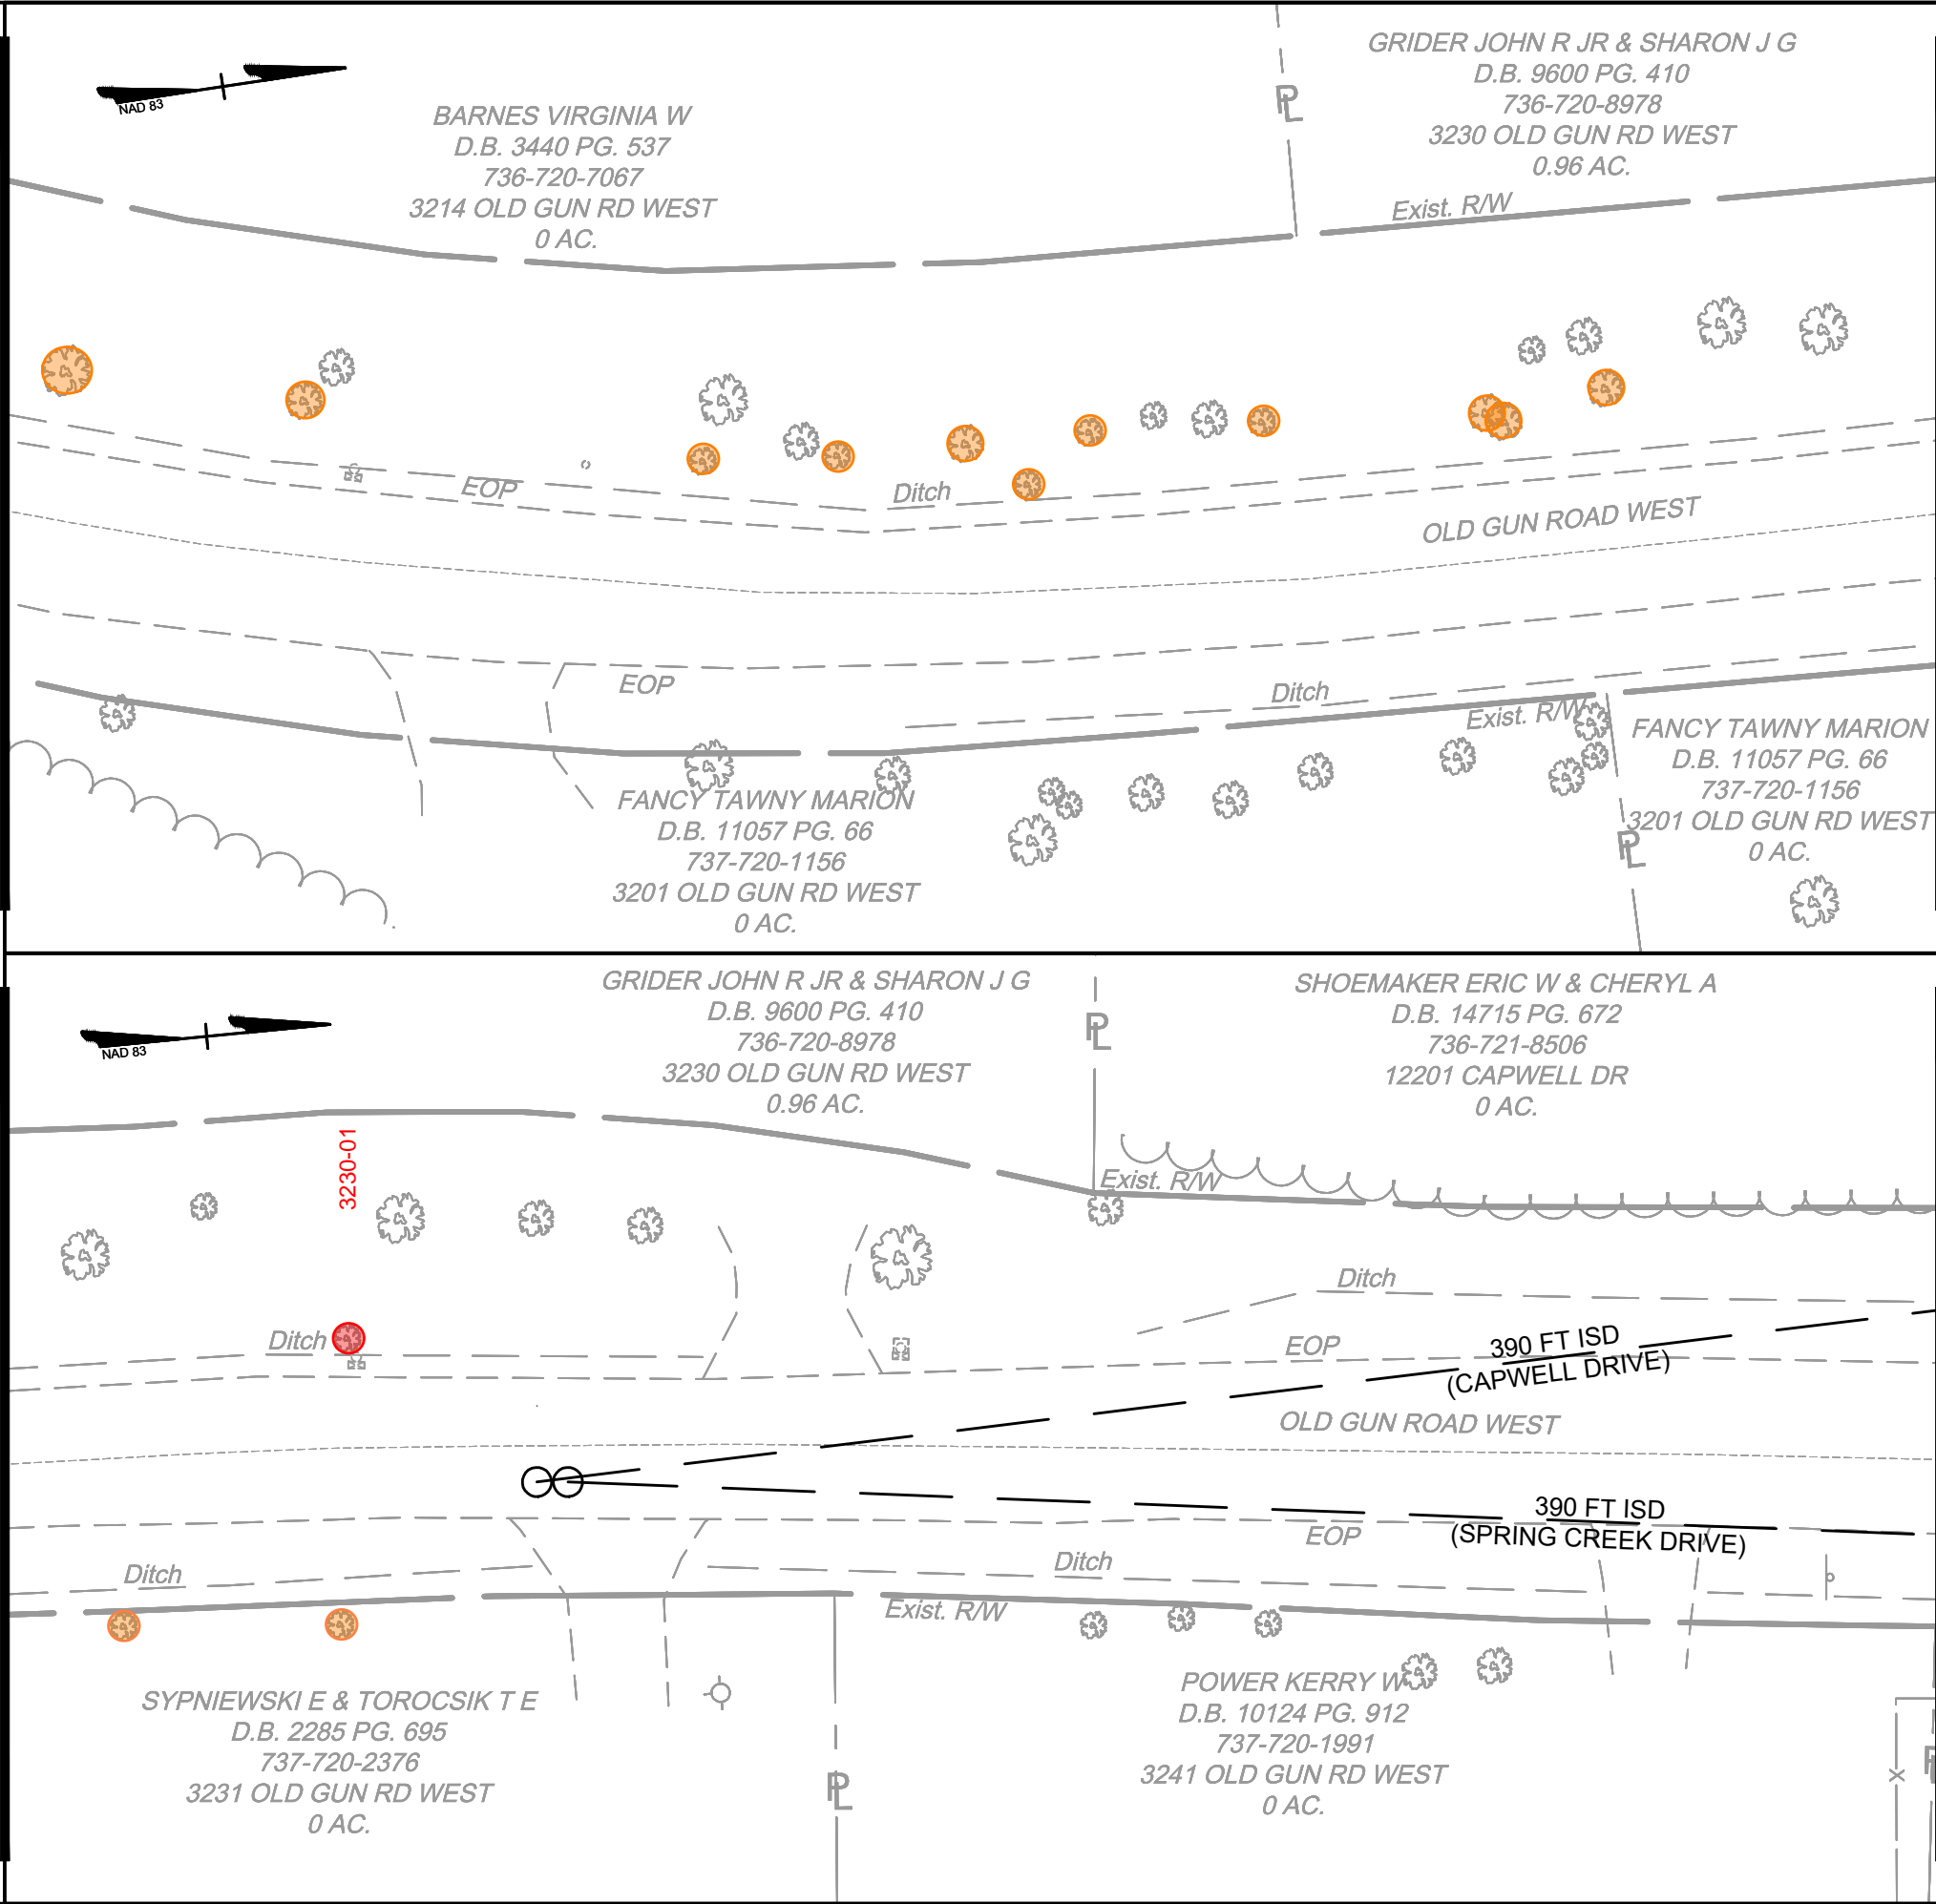 NAD 83
BARNES VIRGINIA W
D.B. 3440 PG. 537
736-720-7067
3214 OLD GUN RD WEST
0 AC.
PL
GRIDER JOHN R JR & SHARON J G
D.B. 9600 PG. 410
736-720-8978
3230 OLD GUN RD WEST
0.96 AC.
Exist. R/W
EOP
Ditch
OLD GUN ROAD WEST
EOP
Ditch
Exist. R/W
FANCY TAWNY MARION
D.B. 11057 PG. 66
737-720-1156
3201 OLD GUN RD WEST
0 AC.
FANCY TAWNY MARION
D.B. 11057 PG. 66
737-720-1156
3201 OLD GUN RD WEST
0 AC.
PL
NAD 83
GRIDER JOHN R JR & SHARON J G
D.B. 9600 PG. 410
736-720-8978
3230 OLD GUN RD WEST
0.96 AC.
PL
SHOEMAKER ERIC W & CHERYL A
D.B. 14715 PG. 672
736-721-8506
12201 CAPWELL DR
0 AC.
3230-01
Exist. R/W
Ditch
Ditch
EOP
390 FT ISD
(CAPWELL DRIVE)
OLD GUN ROAD WEST
390 FT ISD
(SPRING CREEK DRIVE)
EOP
Ditch
Ditch
Exist. R/W
SYPNIEWSKI E & TOROCSIK T E
D.B. 2285 PG. 695
737-720-2376
3231 OLD GUN RD WEST
0 AC.
PL
POWER KERRY W
D.B. 10124 PG. 912
737-720-1991
3241 OLD GUN RD WEST
0 AC.